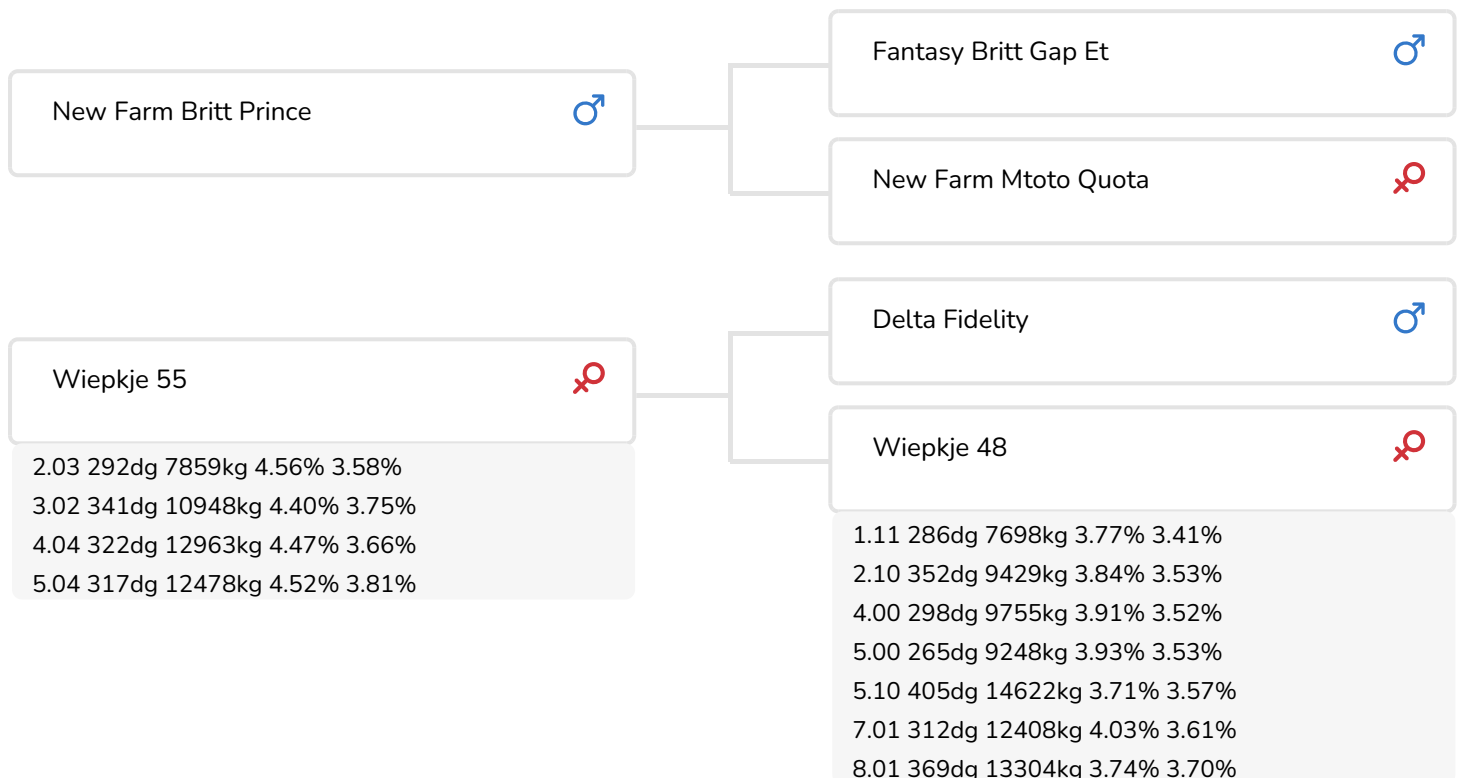 Fantasy Britt Gap Et
New Farm Britt Prince
New Farm Mtoto Quota
Delta Fidelity
Wiepkje 55
2.03 292dg 7859kg 4.56% 3.58%
3.02 341dg 10948kg 4.40% 3.75%
4.04 322dg 12963kg 4.47% 3.66%
5.04 317dg 12478kg 4.52% 3.81%
Wiepkje 48
1.11 286dg 7698kg 3.77% 3.41%
2.10 352dg 9429kg 3.84% 3.53%
4.00 298dg 9755kg 3.91% 3.52%
5.00 265dg 9248kg 3.93% 3.53%
5.10 405dg 14622kg 3.71% 3.57%
7.01 312dg 12408kg 4.03% 3.61%
8.01 369dg 13304kg 3.74% 3.70%